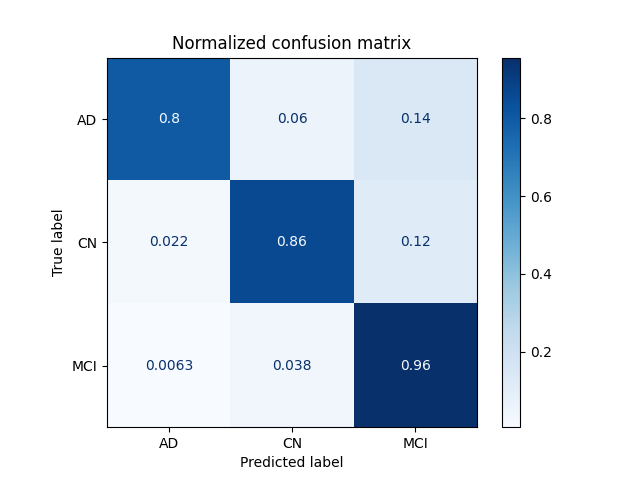 Normalized confusion matrix
True label
AD 0.8 0.06 0.14
CN 0.022 0.86 0.12
MCI 0.0063 0.038 0.96
AD CN MCI
Predicted label
0.8
0.6
0.4
0.2